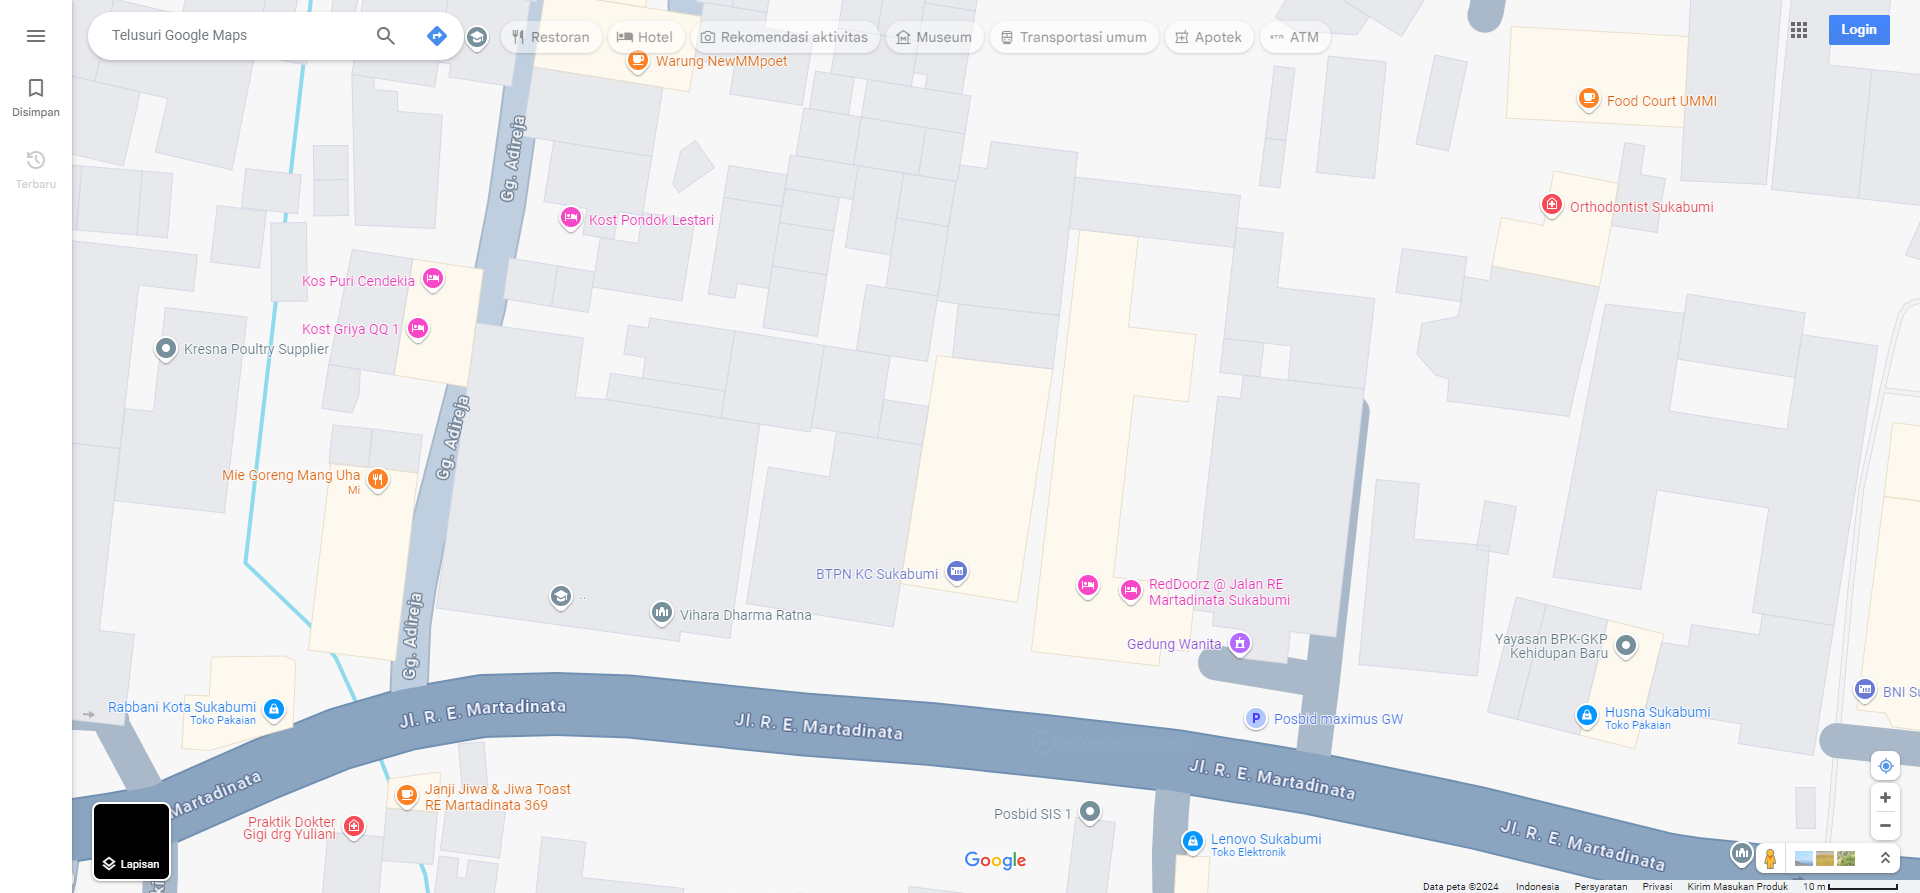 Telusuri Google Maps
Restoran
Hotel
Rekomendasi aktivitas
Museum
Transportasi umum
Apotek
ATM
Login
Disimpan
Terbaru
Warung NewMMpoet
Food Court UMMI
Gg. Adireja
Kost Pondok Lestari
Orthodontist Sukabumi
Kos Puri Cendekia
Kost Griya QQ 1
Kresna Poultry Supplier
Gg. Adireja
Mie Goreng Mang Uha
Mi
BTPN KC Sukabumi
RedDoorz @ Jalan RE
Martadinata Sukabumi
..
Vihara Dharma Ratna
Gg. Adireja
Gedung Wanita
Yayasan BPK-GKP
Kehidupan Baru
BNI Su
Rabbani Kota Sukabumi
Toko Pakaian
Jl. R. E. Martadinata
Jl. R. E. Martadinata
P
Posbid maximus GW
Husna Sukabumi
Toko Pakaian
Jl. R. E. Martadinata
Martadinata
Janji Jiwa & Jiwa Toast
RE Martadinata 369
Praktik Dokter
Gigi drg Yuliani
Posbid SIS 1
Lenovo Sukabumi
Toko Elektronik
Jl. R. E. Martadinata
Lapisan
Google
Data peta ©2024
Indonesia
Persyaratan
Privasi
Kirim Masukan Produk
10 m